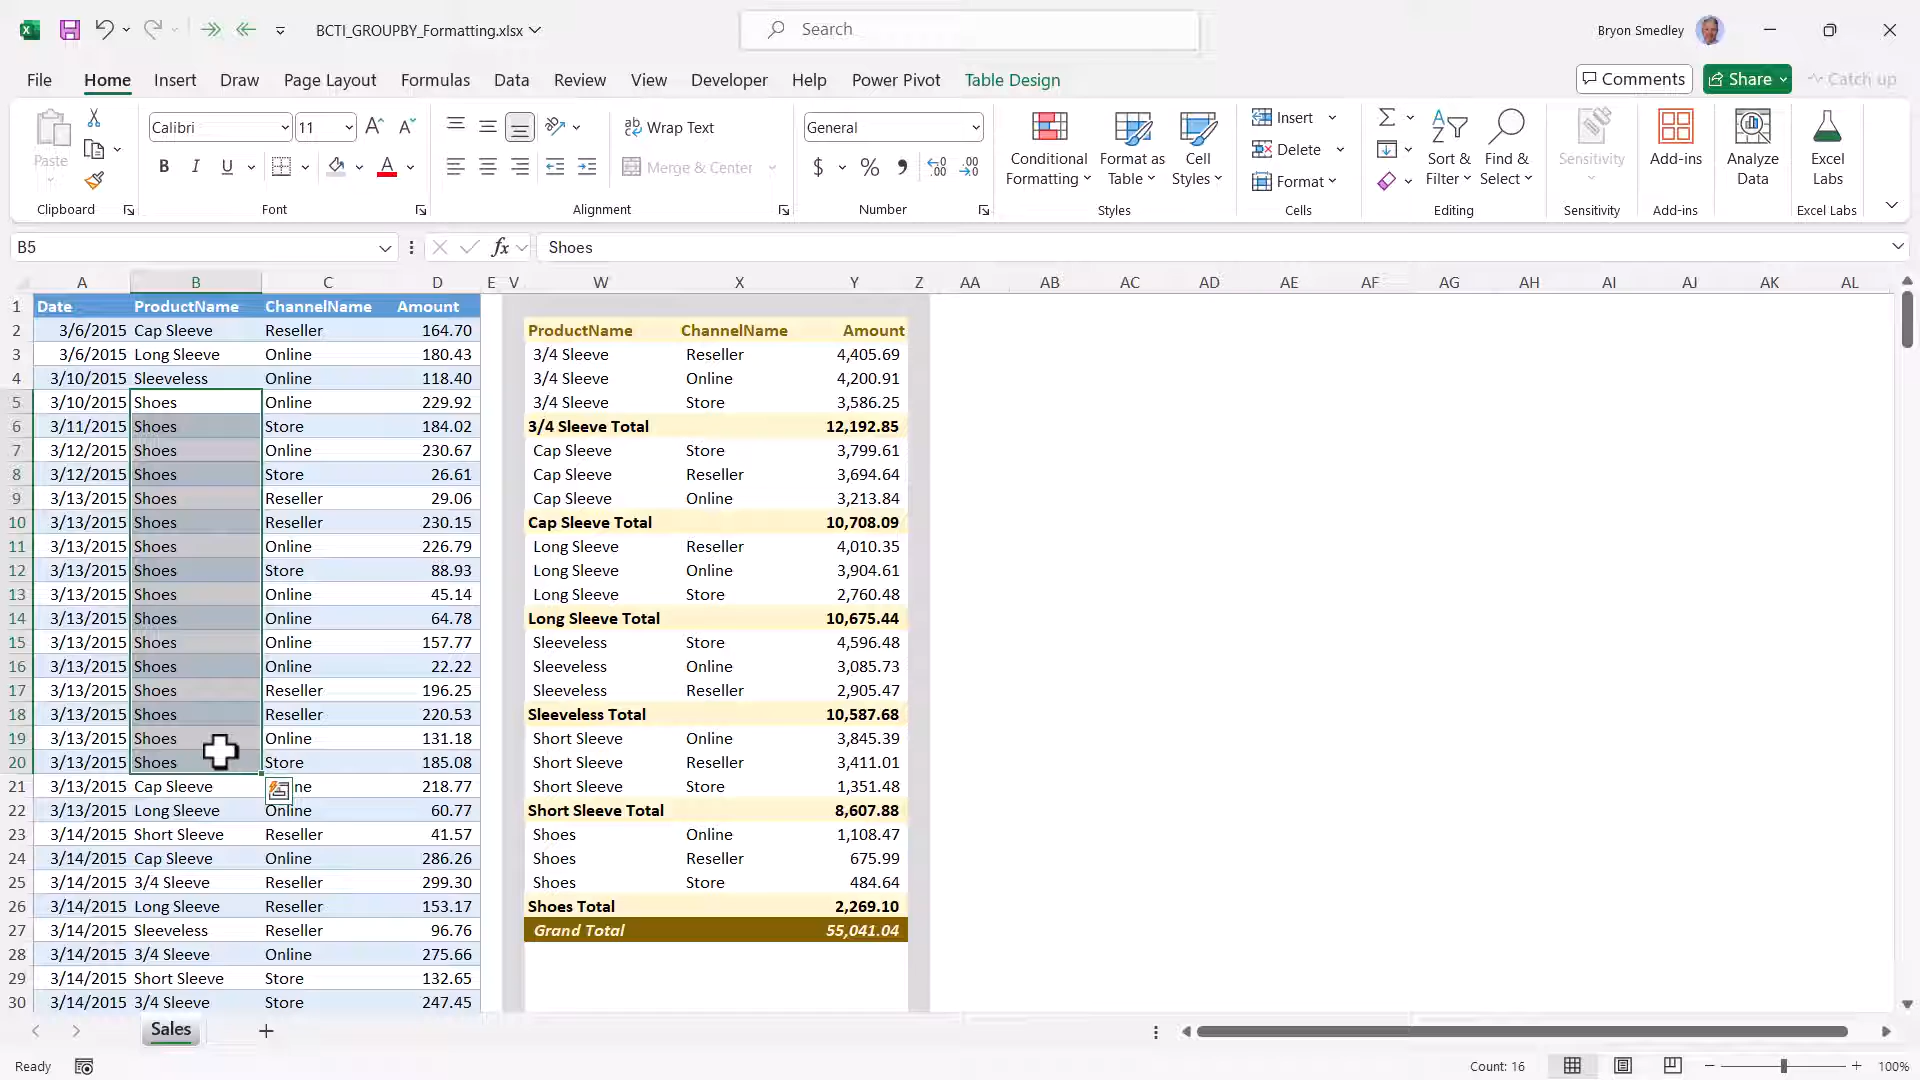 BCTI_GROUPBY_Formatting.xlsx
Search
Bryon Smedley
File Home Insert Draw Page Layout Formulas Data Review View Developer Help Power Pivot Table Design
Comments Share Catch up
Paste
Clipboard
Calibri 11
B I U
Font
Wrap Text
Merge & Center
Alignment
General
$ %
Number
Conditional Formatting
Format as Table
Cell Styles
Styles
Insert
Delete
Format
Cells
Sort & Filter
Find & Select
Editing
Sensitivity
Sensitivity
Add-ins
Add-ins
Analyze Data
Excel Labs
Excel Labs
B5 fx Shoes
A B C D E V W X Y Z AA AB AC AD AE AF AG AH AI AJ AK AL
1 Date ProductName ChannelName Amount
2 3/6/2015 Cap Sleeve Reseller 164.70 ProductName ChannelName Amount
3 3/6/2015 Long Sleeve Online 180.43 3/4 Sleeve Reseller 4,405.69
4 3/10/2015 Sleeveless Online 118.40 3/4 Sleeve Online 4,200.91
5 3/10/2015 Shoes Online 229.92 3/4 Sleeve Store 3,586.25
6 3/11/2015 Shoes Store 184.02 3/4 Sleeve Total 12,192.85
7 3/12/2015 Shoes Online 230.67 Cap Sleeve Store 3,799.61
8 3/12/2015 Shoes Store 26.61 Cap Sleeve Reseller 3,694.64
9 3/13/2015 Shoes Reseller 29.06 Cap Sleeve Online 3,213.84
10 3/13/2015 Shoes Reseller 230.15 Cap Sleeve Total 10,708.09
11 3/13/2015 Shoes Online 226.79 Long Sleeve Reseller 4,010.35
12 3/13/2015 Shoes Store 88.93 Long Sleeve Online 3,904.61
13 3/13/2015 Shoes Online 45.14 Long Sleeve Store 2,760.48
14 3/13/2015 Shoes Online 64.78 Long Sleeve Total 10,675.44
15 3/13/2015 Shoes Online 157.77 Sleeveless Store 4,596.48
16 3/13/2015 Shoes Online 22.22 Sleeveless Online 3,085.73
17 3/13/2015 Shoes Reseller 196.25 Sleeveless Reseller 2,905.47
18 3/13/2015 Shoes Reseller 220.53 Sleeveless Total 10,587.68
19 3/13/2015 Shoes Online 131.18 Short Sleeve Online 3,845.39
20 3/13/2015 Shoes Store 185.08 Short Sleeve Reseller 3,411.01
21 3/13/2015 Cap Sleeve ne 218.77 Short Sleeve Store 1,351.48
22 3/13/2015 Long Sleeve Online 60.77 Short Sleeve Total 8,607.88
23 3/14/2015 Short Sleeve Reseller 41.57 Shoes Online 1,108.47
24 3/14/2015 Cap Sleeve Online 286.26 Shoes Reseller 675.99
25 3/14/2015 3/4 Sleeve Reseller 299.30 Shoes Store 484.64
26 3/14/2015 Long Sleeve Reseller 153.17 Shoes Total 2,269.10
27 3/14/2015 Sleeveless Reseller 96.76 Grand Total 55,041.04
28 3/14/2015 3/4 Sleeve Online 275.66
29 3/14/2015 Short Sleeve Store 132.65
30 3/14/2015 3/4 Sleeve Store 247.45
Sales
Ready Count: 16 100%